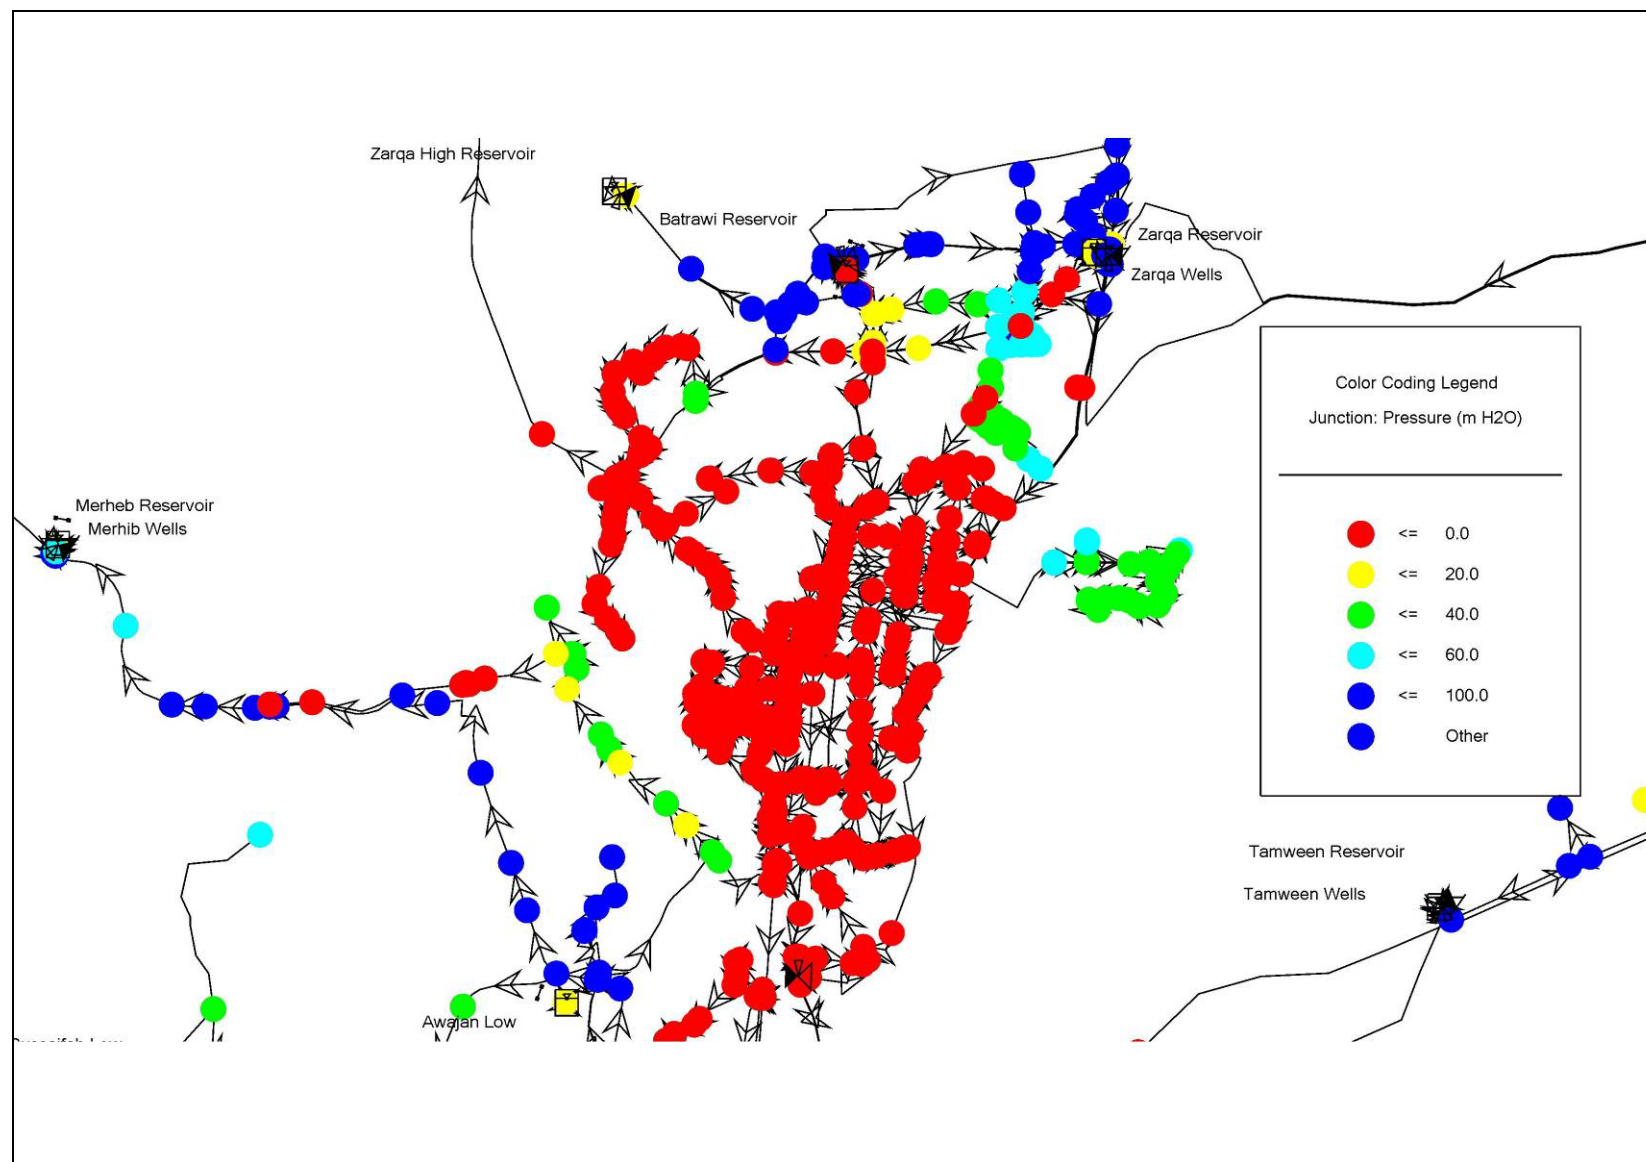 Zarqa High Reservoir
Batrawi Reservoir
Zarqa Reservoir
Zarqa Wells
Color Coding Legend
Junction: Pressure (m H2O)
Merheb Reservoir
Merhib Wells
<= 0.0
<= 20.0
<= 40.0
<= 60.0
<= 100.0
Other
Tamween Reservoir
Tamween Wells
Awajan Low